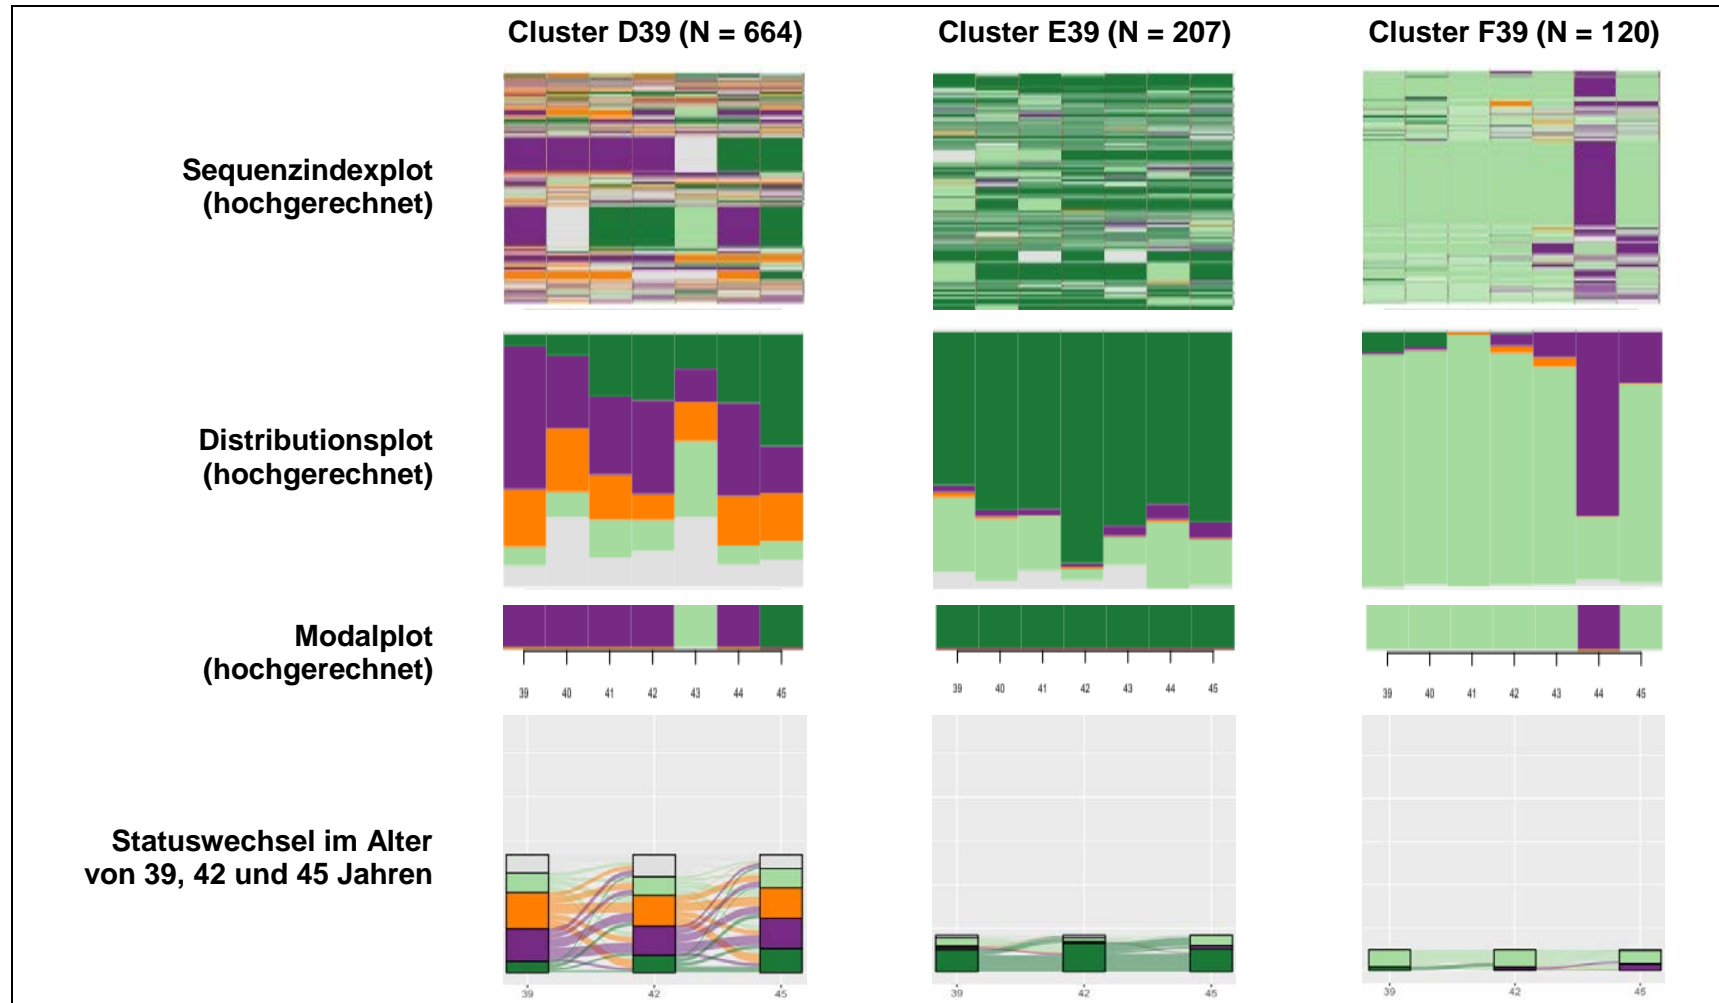 Cluster D39 (N = 664)
Cluster E39 (N = 207)
Cluster F39 (N = 120)
Sequenzindexplot
(hochgerechnet)
Distributionsplot
(hochgerechnet)
Modalplot
(hochgerechnet)
39 40 41 42 43 44 45
39 40 41 42 43 44 45
39 40 41 42 43 44 45
Statuswechsel im Alter
von 39, 42 und 45 Jahren
39 42 45
39 42 45
39 42 45